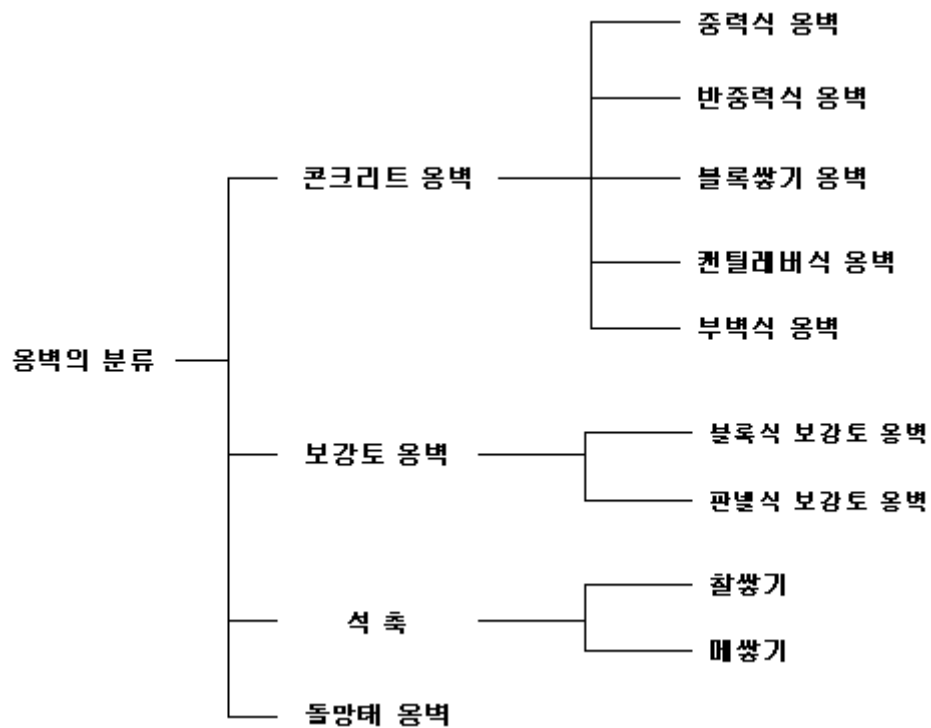 중력식 옹벽
반중력식 옹벽
콘크리트 옹벽
블록쌓기 옹벽
캔틸레버식 옹벽
부벽식 옹벽
옹벽의 분류
블록식 보강토 옹벽
보강토 옹벽
판넬식 보강토 옹벽
찰쌓기
석 축
메쌓기
돌망태 옹벽